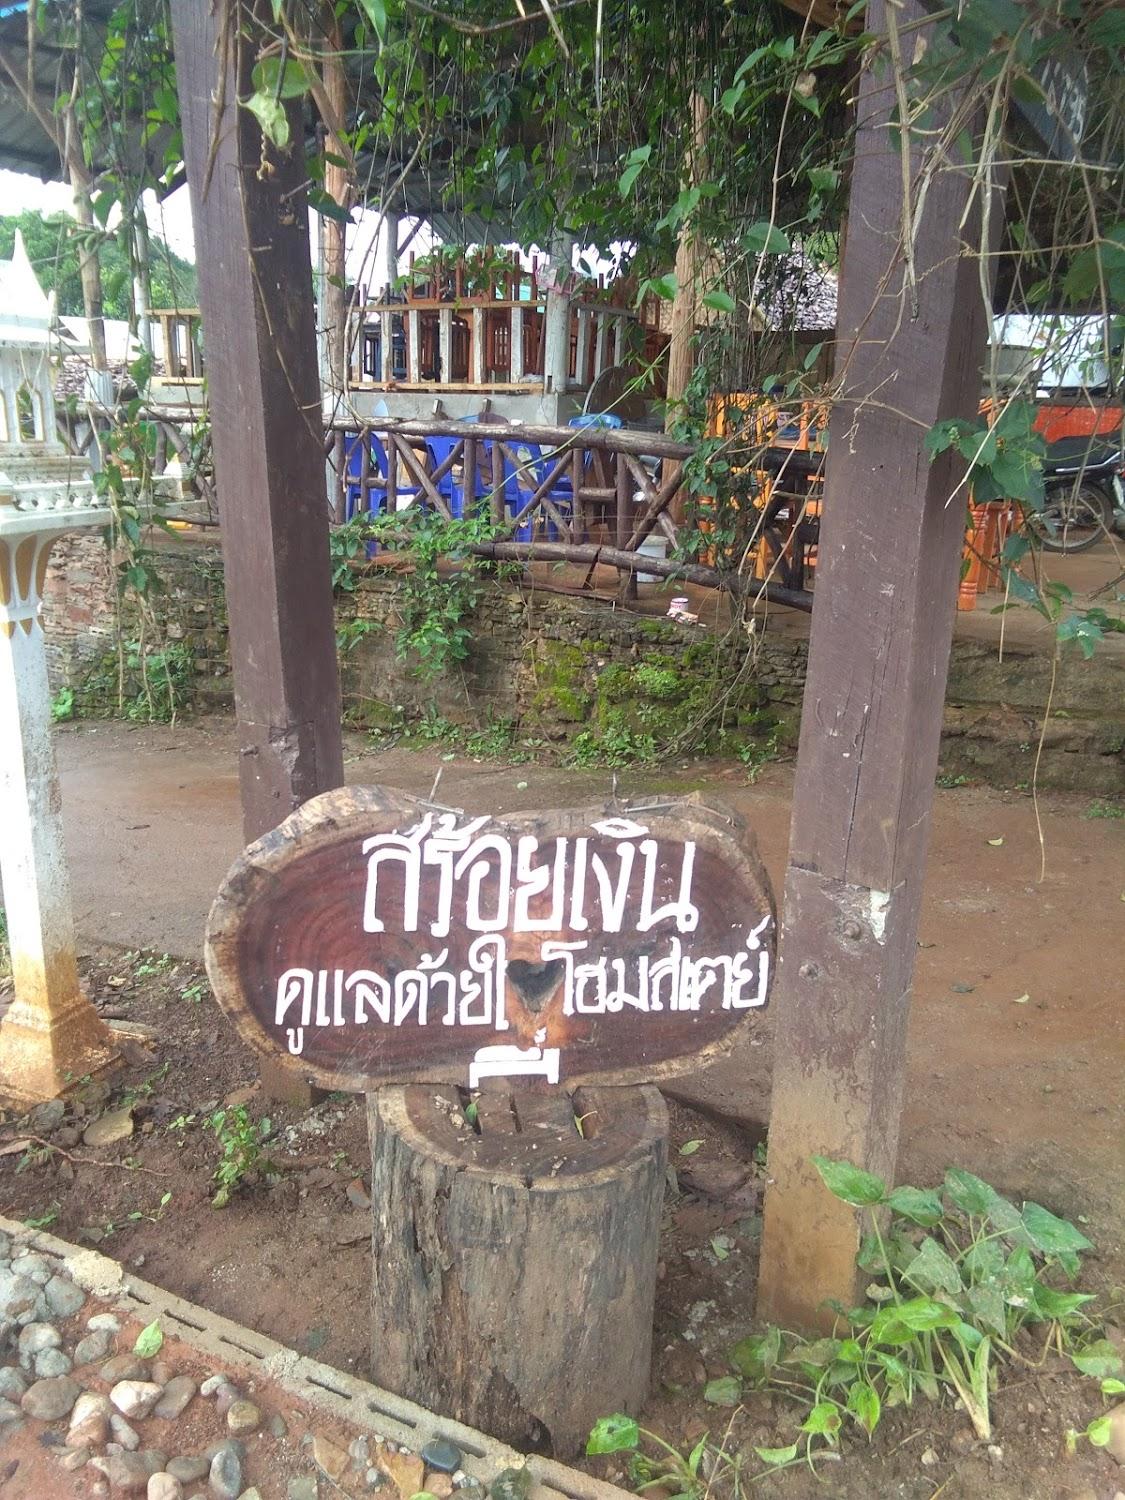 สร้อยเงิน
ดูแลด้วยใ โฮมสเตย์
นี้